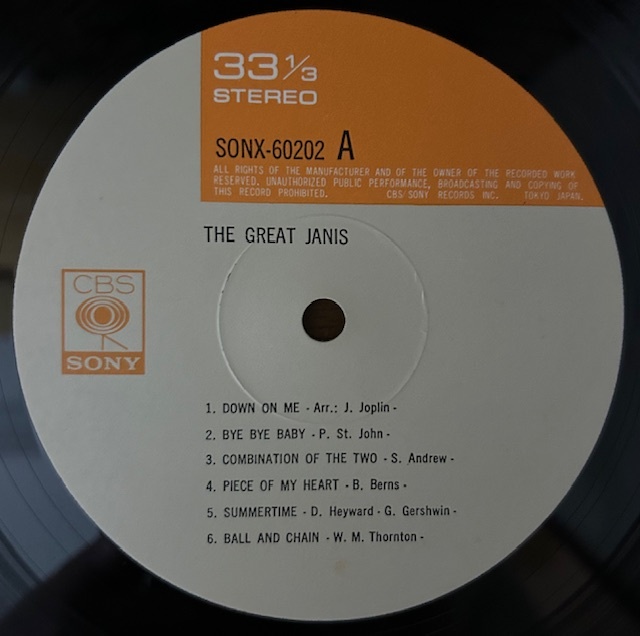 33 1/3
STEREO
SONX-60202 A
ALL RIGHTS OF THE MANUFACTURER AND OF THE OWNER OF THE RECORDED WORK
RESERVED, UNAUTHORIZED PUBLIC PERFORMANCE, BROADCASTING AND COPYING OF
THIS RECORD PROHIBITED. CBS/SONY RECORDS INC. TOKYO JAPAN.
THE GREAT JANIS
CBS
SONY
1. DOWN ON ME - Arr.: J. Joplin -
2. BYE BYE BABY - P. St. John -
3. COMBINATION OF THE TWO - S. Andrew -
4. PIECE OF MY HEART - B. Berns -
5. SUMMERTIME - D. Heyward - G. Gershwin -
6. BALL AND CHAIN - W. M. Thornton -